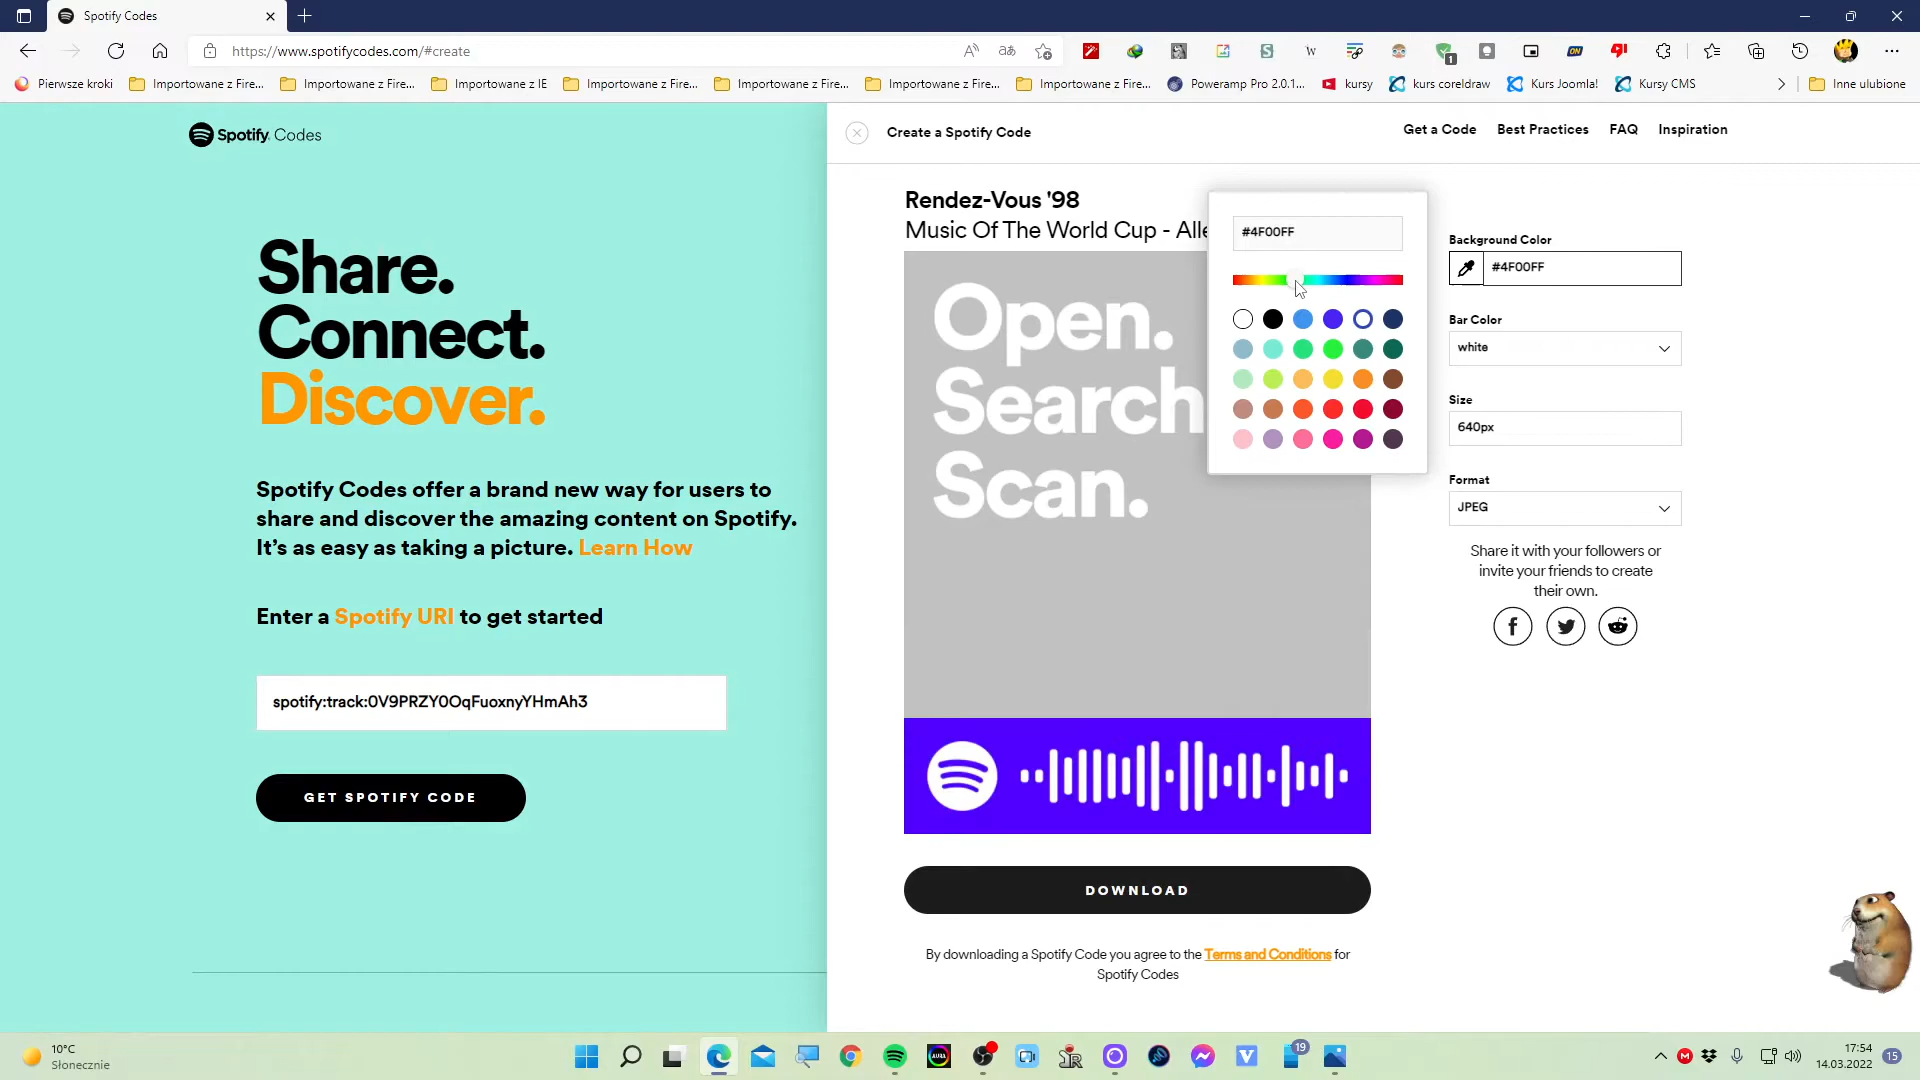 Spotify Codes
https://www.spotifycodes.com/#create
Pierwsze kroki
Importowane z Fire...
Importowane z Fire...
Importowane z IE
Importowane z Fire...
Importowane z Fire...
Importowane z Fire...
Importowane z Fire...
Poweramp Pro 2.0.1...
kursy
kurs coreldraw
Kurs Joomla!
Kursy CMS
Inne ulubione
Spotify Codes
Share.
Connect.
Discover.
Spotify Codes offer a brand new way for users to
share and discover the amazing content on Spotify.
It's as easy as taking a picture. Learn How
Enter a Spotify URI to get started
spotify:track:0V9PRZY0OqFuoxnyYHmAh3
GET SPOTIFY CODE
Create a Spotify Code
Get a Code
Best Practices
FAQ
Inspiration
Rendez-Vous '98
Music Of The World Cup - Alle
Open.
Search
Scan.
#4F00FF
Background Color
#4F00FF
Bar Color
white
Size
640px
Format
JPEG
Share it with your followers or
invite your friends to create
their own.
DOWNLOAD
By downloading a Spotify Code you agree to the Terms and Conditions for
Spotify Codes
10°C
Słonecznie
19
17:54
14.03.2022
15